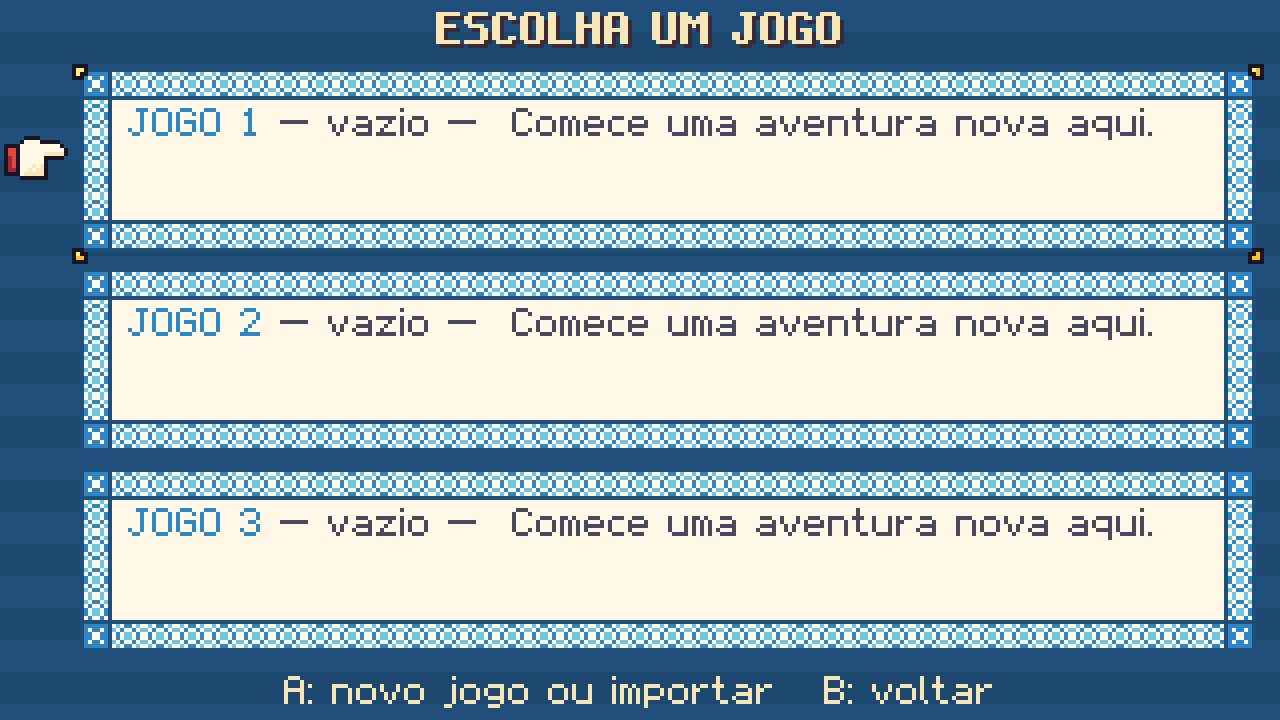 ESCOLHA UM JOGO
JOGO 1 — vazio — Comece uma aventura nova aqui.
JOGO 2 — vazio — Comece uma aventura nova aqui.
JOGO 3 — vazio — Comece uma aventura nova aqui.
A: novo jogo ou importar B: voltar